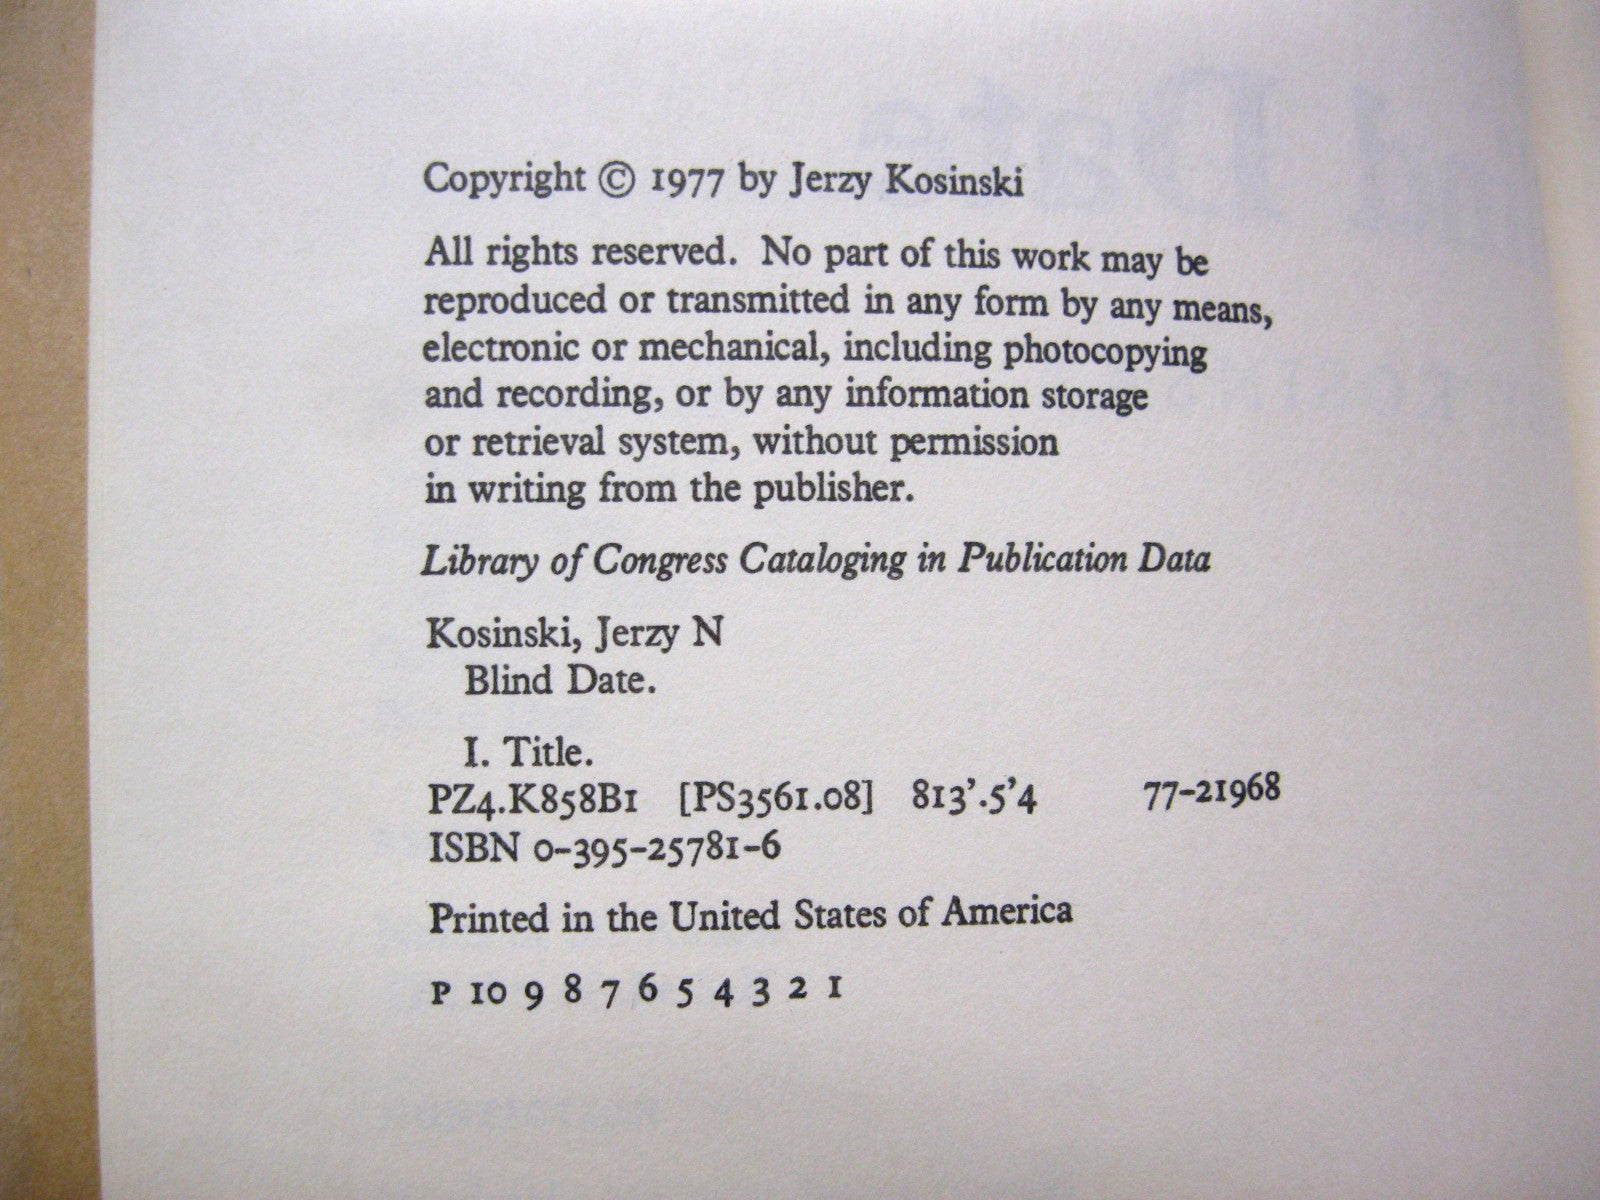 Copyright © 1977 by Jerzy Kosinski
All rights reserved. No part of this work may be
reproduced or transmitted in any form by any means,
electronic or mechanical, including photocopying
and recording, or by any information storage
or retrieval system, without permission
in writing from the publisher.
Library of Congress Cataloging in Publication Data
Kosinski, Jerzy N
Blind Date.
I. Title.
PZ4.K858B1 [PS3561.08] 813'.5'4 77-21968
ISBN 0-395-25781-6
Printed in the United States of America
P 10 9 8 7 6 5 4 3 2 1